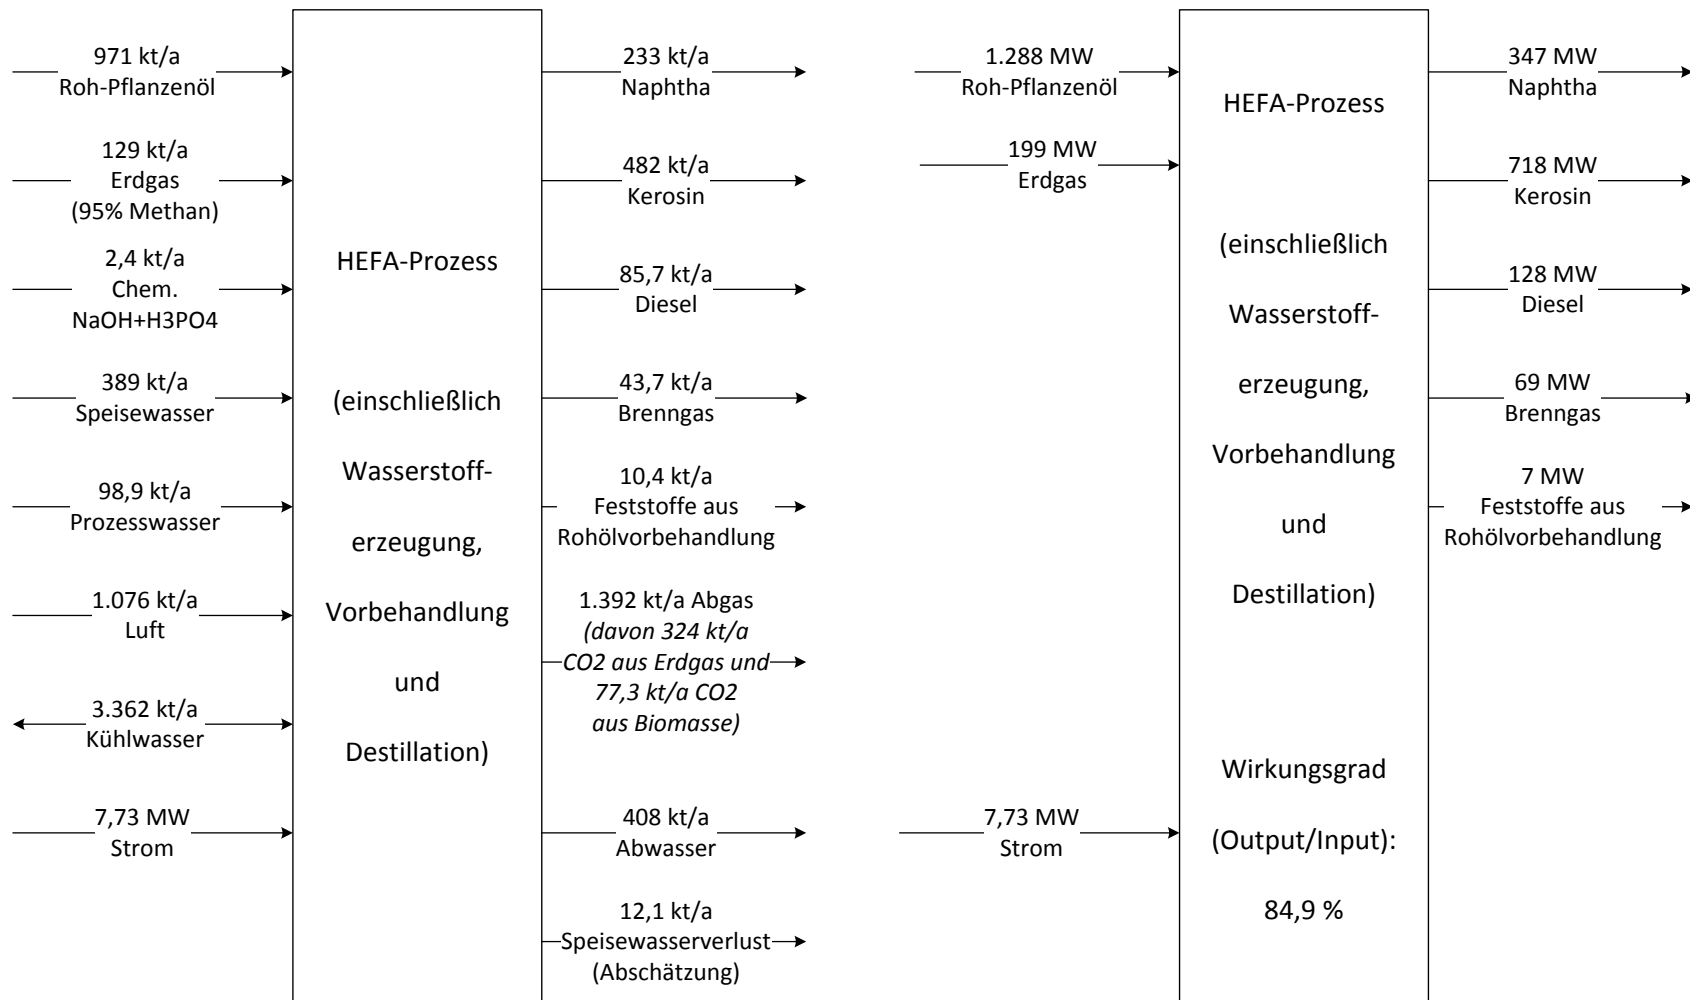 971 kt/a
Roh-Pflanzenöl
129 kt/a
Erdgas
(95% Methan)
2,4 kt/a
Chem.
NaOH+H3PO4
389 kt/a
Speisewasser
98,9 kt/a
Prozesswasser
1.076 kt/a
Luft
3.362 kt/a
Kühlwasser
7,73 MW
Strom
HEFA-Prozess
(einschließlich
Wasserstoff-
erzeugung,
Vorbehandlung
und
Destillation)
233 kt/a
Naphtha
482 kt/a
Kerosin
85,7 kt/a
Diesel
43,7 kt/a
Brenngas
10,4 kt/a
Feststoffe aus
Rohölvorbehandlung
1.392 kt/a Abgas
(davon 324 kt/a
CO2 aus Erdgas und
77,3 kt/a CO2
aus Biomasse)
408 kt/a
Abwasser
12,1 kt/a
Speisewasserverlust
(Abschätzung)
1.288 MW
Roh-Pflanzenöl
199 MW
Erdgas
7,73 MW
Strom
HEFA-Prozess
(einschließlich
Wasserstoff-
erzeugung,
Vorbehandlung
und
Destillation)
Wirkungsgrad
(Output/Input):
84,9 %
347 MW
Naphtha
718 MW
Kerosin
128 MW
Diesel
69 MW
Brenngas
7 MW
Feststoffe aus
Rohölvorbehandlung